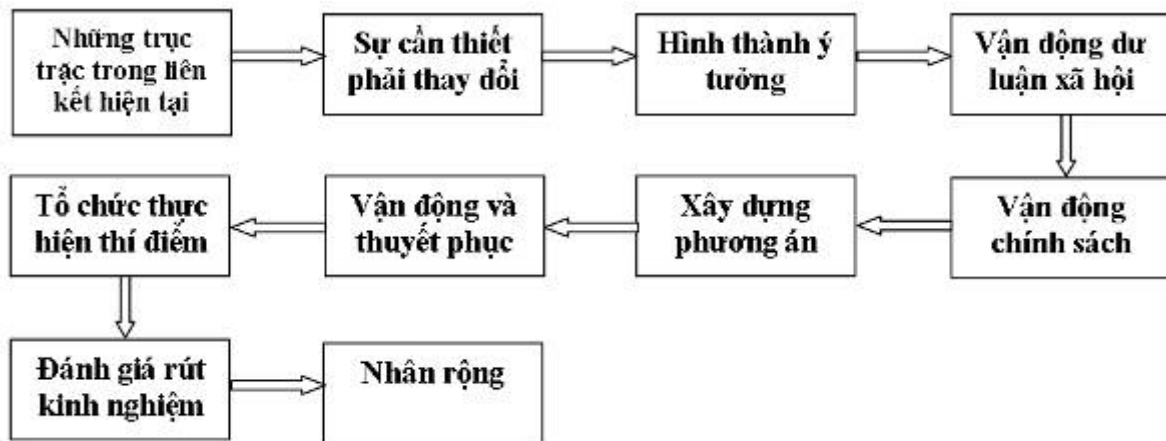 Những trục
trặc trong liên
kết hiện tại
Sự cần thiết
phải thay đổi
Hình thành ý
tưởng
Vận động dư
luận xã hội
Tổ chức thực
hiện thí điểm
Vận động và
thuyết phục
Xây dựng
phương án
Vận động
chính sách
Đánh giá rút
kinh nghiệm
Nhân rộng